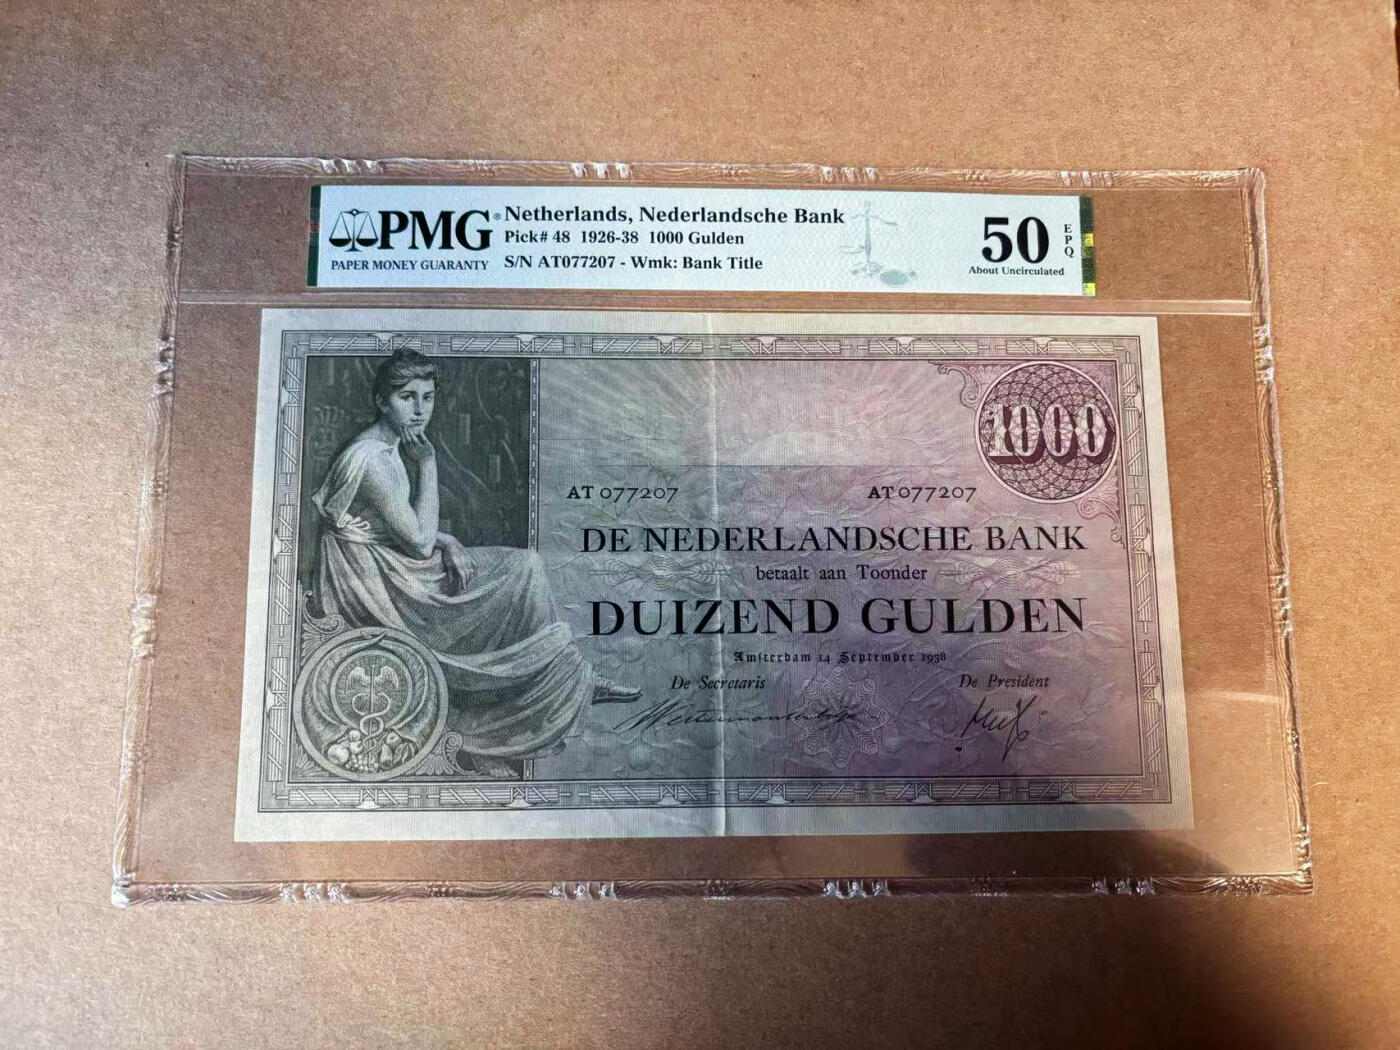 PMG®
PAPER MONEY GUARANTY
Netherlands, Nederlandsche Bank
Pick# 48 1926-38 1000 Gulden
S/N AT077207 - Wmk: Bank Title
50
EPQ
About Uncirculated
1000
AT 077207 AT 077207
DE NEDERLANDSCHE BANK
betaalt aan Toonder
DUIZEND GULDEN
Amsterdam 14 September 1938
De Secretaris De President